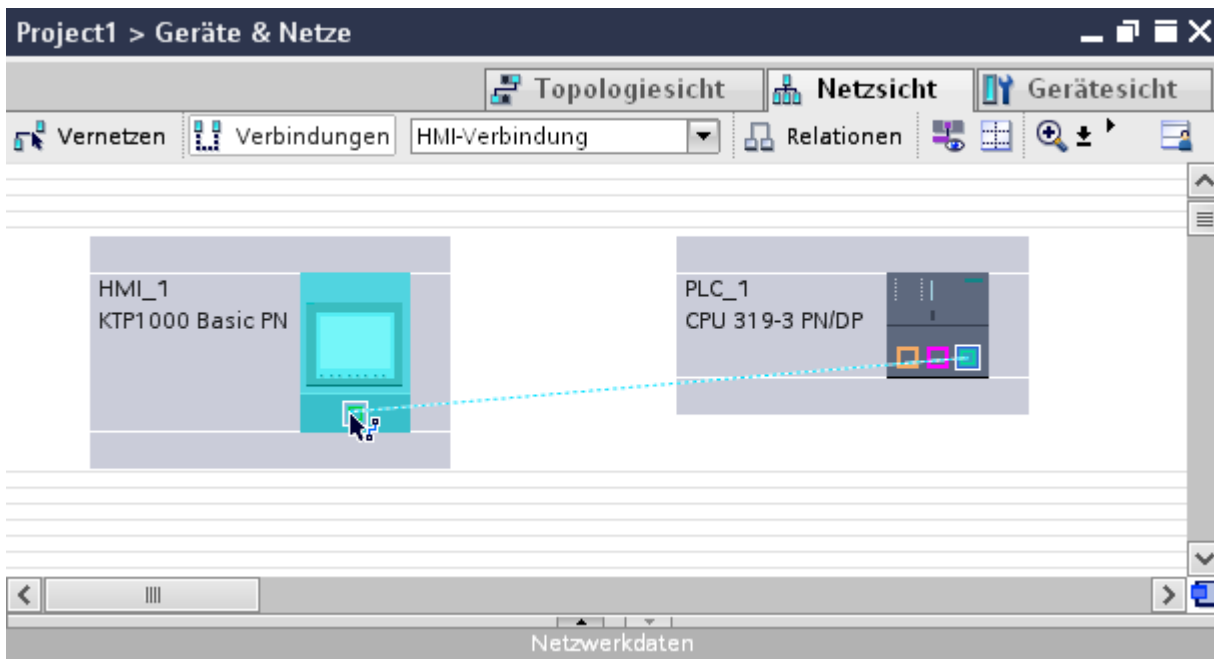 Project1 > Geräte & Netze
Topologiesicht Netzsicht Gerätesicht
Vernetzen Verbindungen HMI-Verbindung Relationen
HMI_1
KTP1000 Basic PN
PLC_1
CPU 319-3 PN/DP
Netzwerkdaten